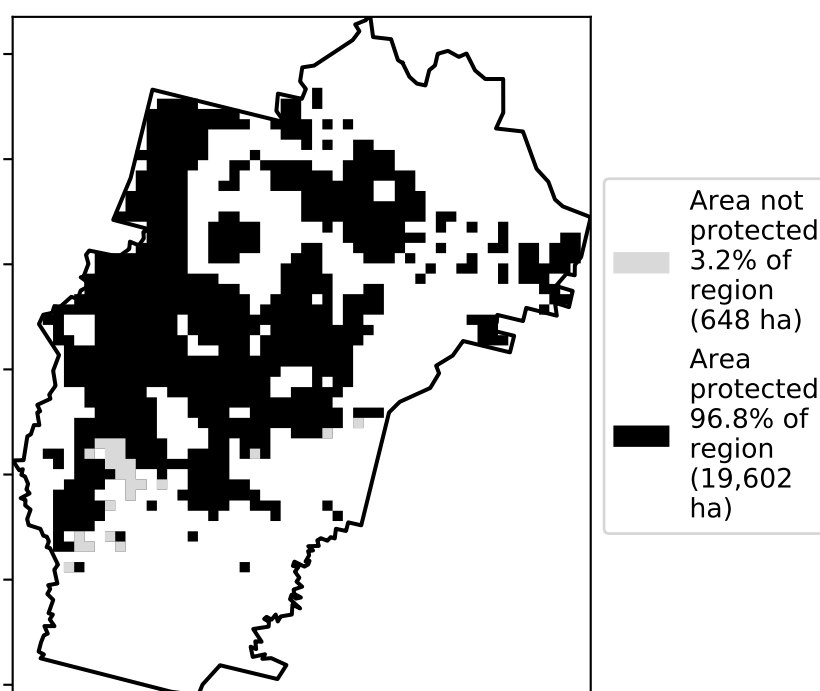 Area not
protected
3.2% of
region
(648 ha)
Area
protected
96.8% of
region
(19,602
ha)